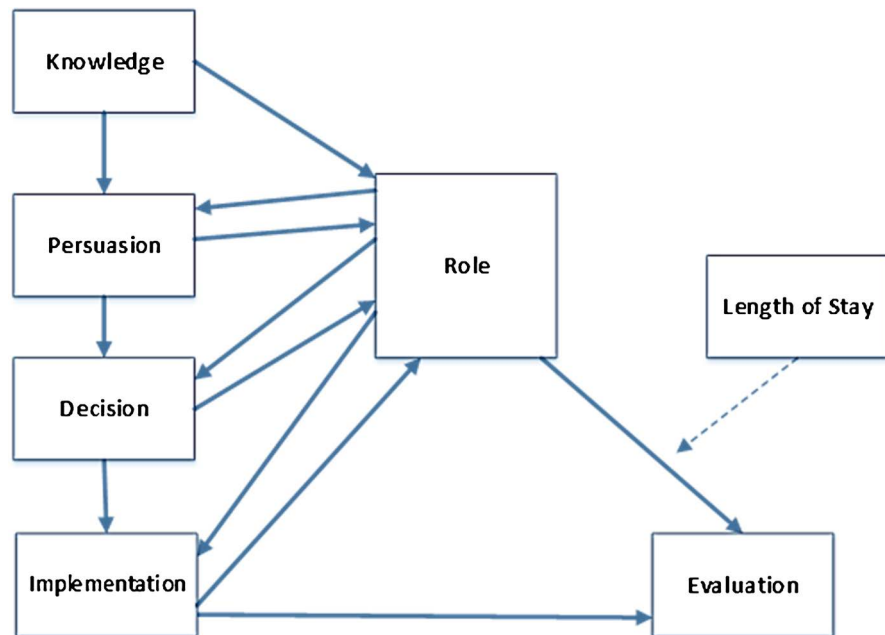 Knowledge
Persuasion
Role
Length of Stay
Decision
Implementation
Evaluation